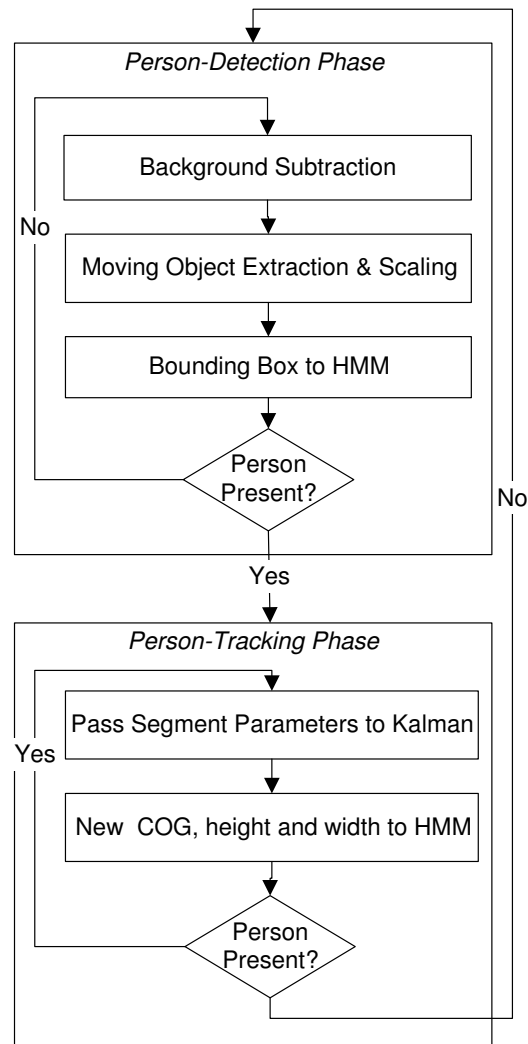 Person-Detection Phase
Background Subtraction
No
Moving Object Extraction & Scaling
Bounding Box to HMM
Person
Present?
No
Yes
Person-Tracking Phase
Pass Segment Parameters to Kalman
Yes
New COG, height and width to HMM
Person
Present?